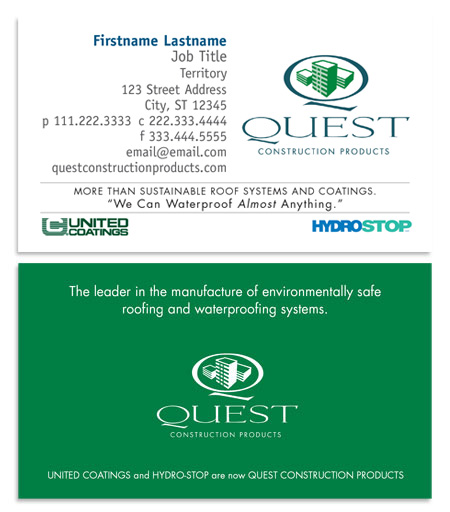 Firstname Lastname
Job Title
Territory
123 Street Address
City, ST 12345
p 111.222.3333 c 222.333.4444
f 333.444.5555
email@email.com
questconstructionproducts.com
QUEST
CONSTRUCTION PRODUCTS
MORE THAN SUSTAINABLE ROOF SYSTEMS AND COATINGS.
“We Can Waterproof Almost Anything.”
UNITED
COATINGS
HYDROSTOP
The leader in the manufacture of environmentally safe
roofing and waterproofing systems.
QUEST
CONSTRUCTION PRODUCTS
UNITED COATINGS and HYDRO-STOP are now QUEST CONSTRUCTION PRODUCTS